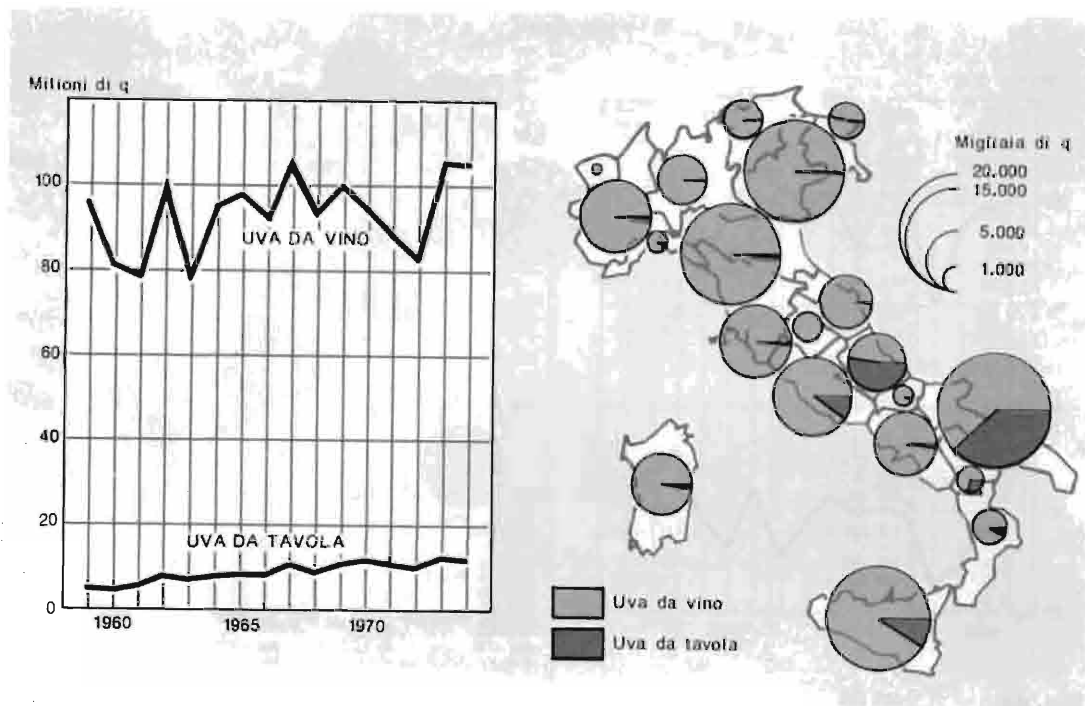 Milioni di q
100
80
60
40
20
0
UVA DA VINO
UVA DA TAVOLA
1960
1965
1970
Migliaia di q
20.000
15.000
5.000
1.000
Uva da vino
Uva da tavola